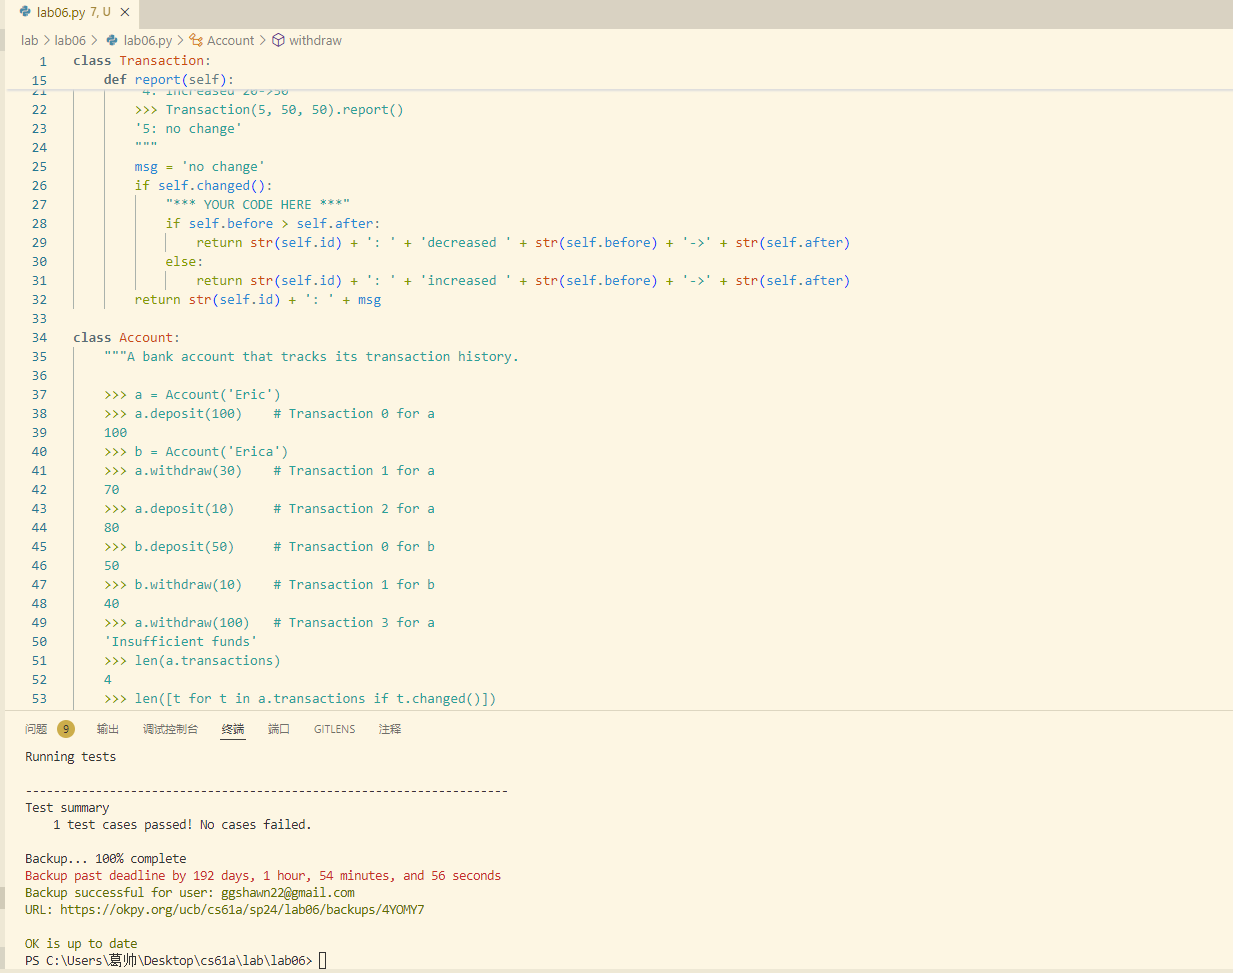 lab06.py 7, U
lab > lab06 > lab06.py > Account > withdraw
1 class Transaction:
15 def report(self):
21 '4: increased 20->50'
22 >>> Transaction(5, 50, 50).report()
23 '5: no change'
24 """
25 msg = 'no change'
26 if self.changed():
27 "*** YOUR CODE HERE ***"
28 if self.before > self.after:
29 return str(self.id) + ': ' + 'decreased ' + str(self.before) + '->' + str(self.after)
30 else:
31 return str(self.id) + ': ' + 'increased ' + str(self.before) + '->' + str(self.after)
32 return str(self.id) + ': ' + msg
33
34 class Account:
35 """A bank account that tracks its transaction history.
36
37 >>> a = Account('Eric')
38 >>> a.deposit(100)    # Transaction 0 for a
39 100
40 >>> b = Account('Erica')
41 >>> a.withdraw(30)    # Transaction 1 for a
42 70
43 >>> a.deposit(10)     # Transaction 2 for a
44 80
45 >>> b.deposit(50)     # Transaction 0 for b
46 50
47 >>> b.withdraw(10)    # Transaction 1 for b
48 40
49 >>> a.withdraw(100)   # Transaction 3 for a
50 'Insufficient funds'
51 >>> len(a.transactions)
52 4
53 >>> len([t for t in a.transactions if t.changed()])
问题 9 输出 调试控制台 终端 端口 GITLENS 注释
Running tests
---------------------------------------------------------------------
Test summary
1 test cases passed! No cases failed.
Backup... 100% complete
Backup past deadline by 192 days, 1 hour, 54 minutes, and 56 seconds
Backup successful for user: ggshawn22@gmail.com
URL: https://okpy.org/ucb/cs61a/sp24/lab06/backups/4YOMY7
OK is up to date
PS C:\Users\葛帅\Desktop\cs61a\lab\lab06>